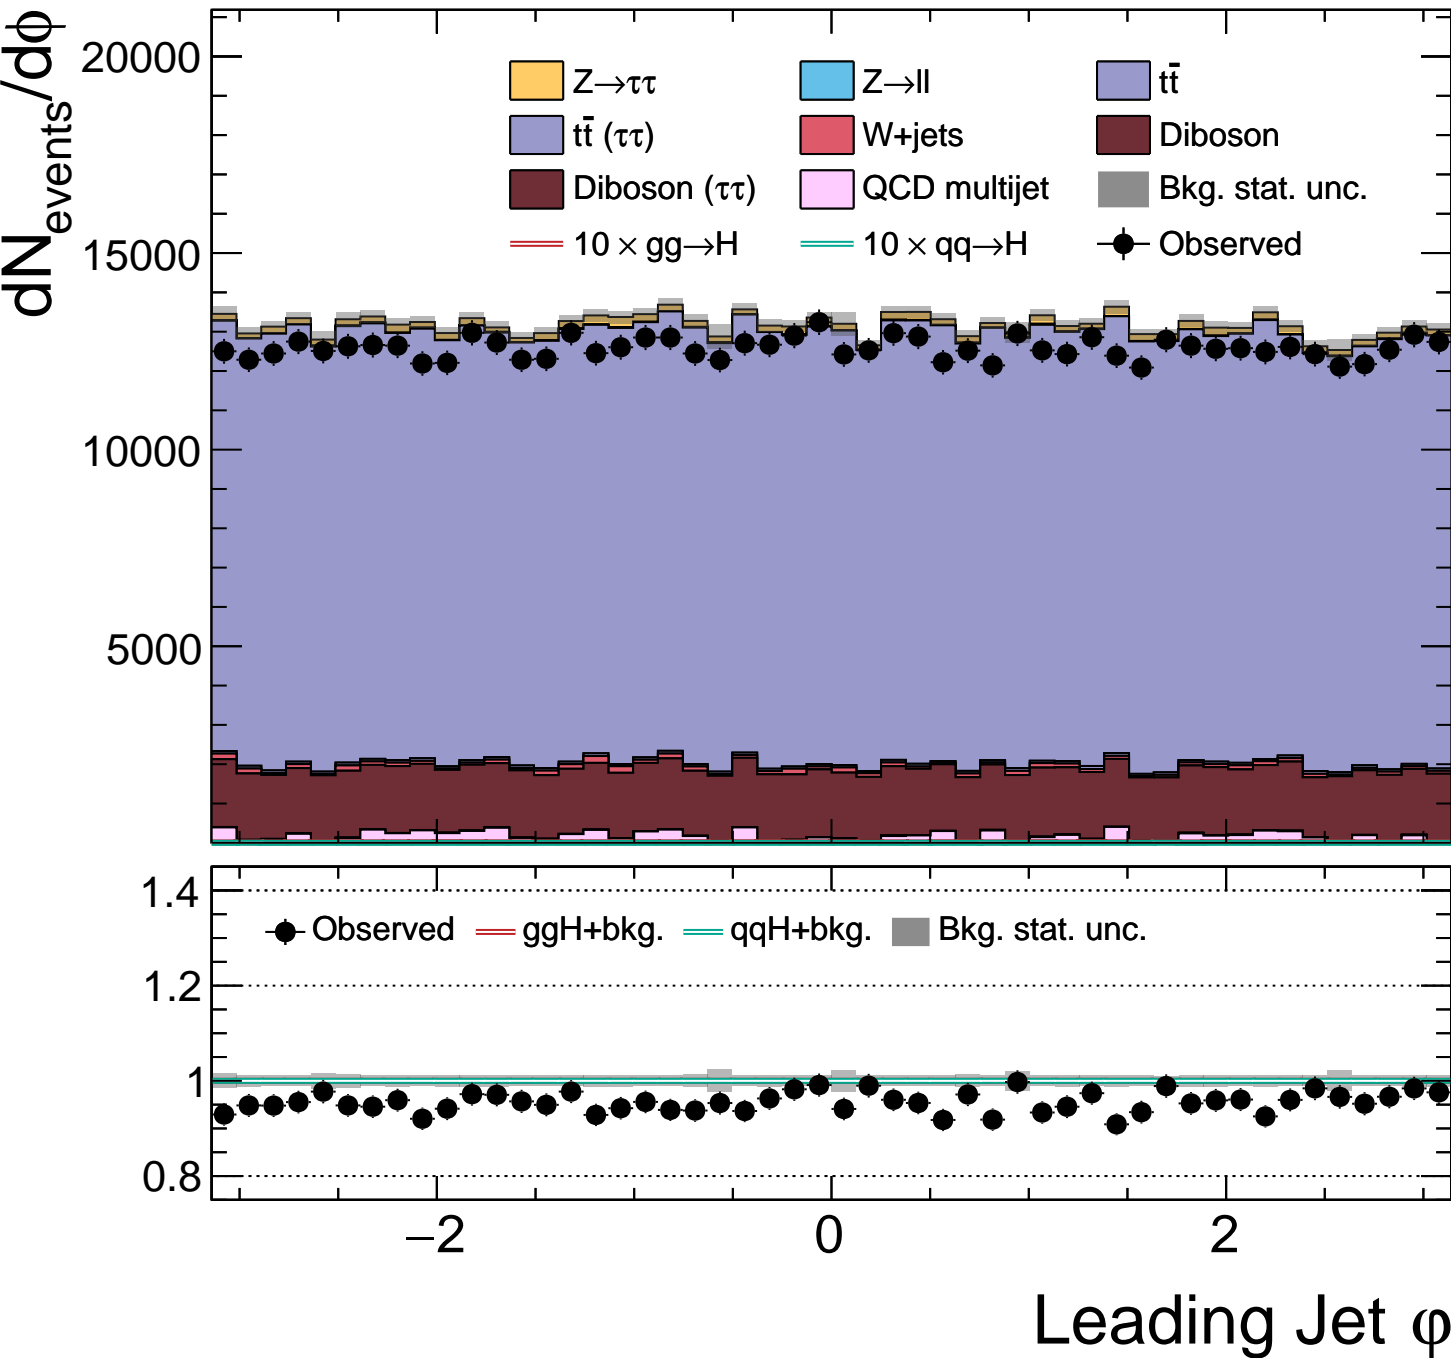 dN_events/dϕ
20000
Z→ττ Z→ll tt̄
tt̄ (ττ) W+jets Diboson
Diboson (ττ) QCD multijet Bkg. stat. unc.
10 × gg→H 10 × qq→H Observed
15000
10000
5000
1.4
Observed ggH+bkg. qqH+bkg. Bkg. stat. unc.
1.2
1
0.8
−2 0 2
Leading Jet φ